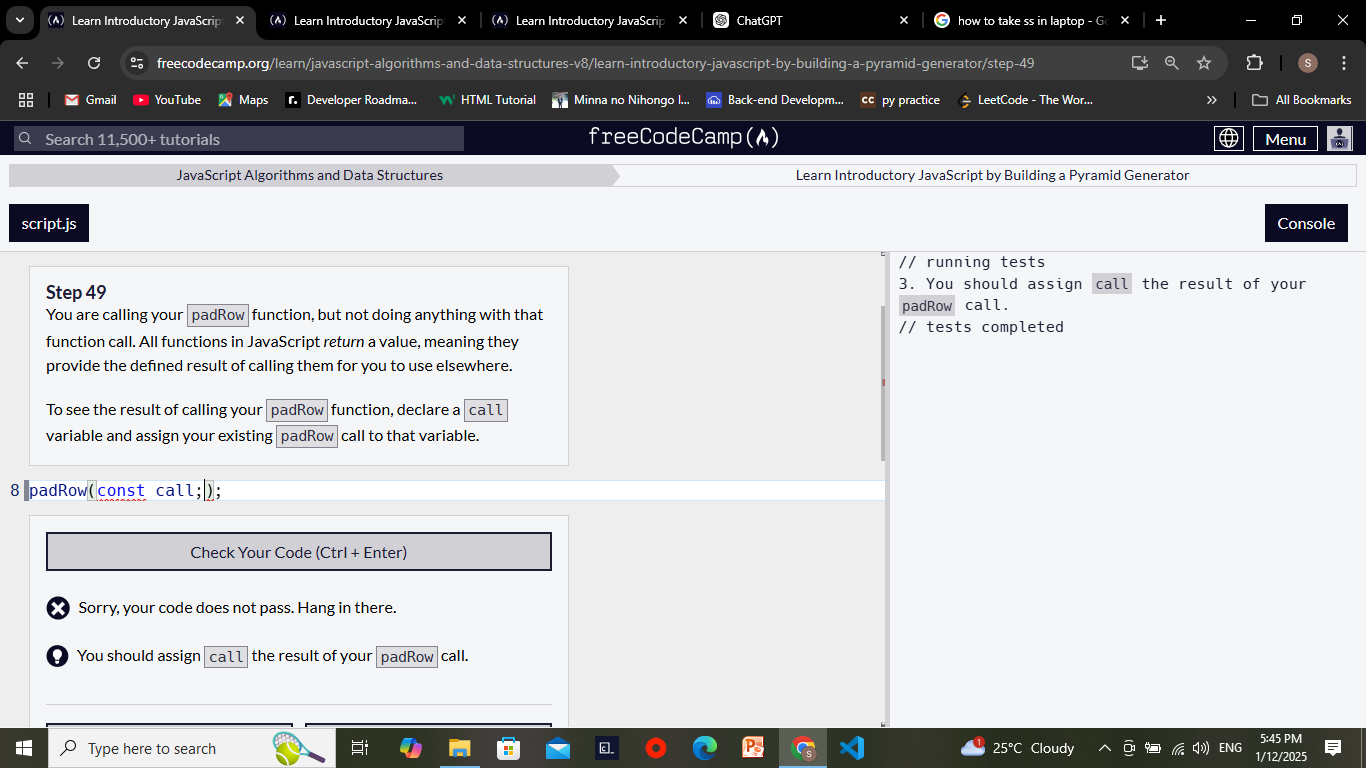 Learn Introductory JavaScrip
Learn Introductory JavaScrip
Learn Introductory JavaScrip
ChatGPT
how to take ss in laptop - Go
freecodecamp.org/learn/javascript-algorithms-and-data-structures-v8/learn-introductory-javascript-by-building-a-pyramid-generator/step-49
S
Gmail
YouTube
Maps
r.
Developer Roadma...
HTML Tutorial
Minna no Nihongo I...
Back-end Developm...
CC
py practice
LeetCode - The Wor...
»
All Bookmarks
Search 11,500+ tutorials
freeCodeCamp
Menu
JavaScript Algorithms and Data Structures
Learn Introductory JavaScript by Building a Pyramid Generator
script.js
Console
Step 49
You are calling your padRow function, but not doing anything with that
function call. All functions in JavaScript return a value, meaning they
provide the defined result of calling them for you to use elsewhere.
To see the result of calling your padRow function, declare a call
variable and assign your existing padRow call to that variable.
8 padRow(const call;);
Check Your Code (Ctrl + Enter)
Sorry, your code does not pass. Hang in there.
You should assign call the result of your padRow call.
// running tests
3. You should assign call the result of your
padRow call.
// tests completed
Type here to search
1
25°C Cloudy
ENG
5:45 PM
1/12/2025